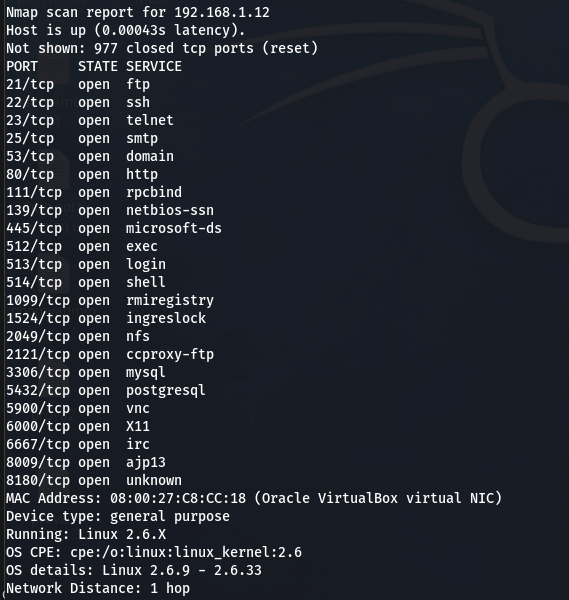 Nmap scan report for 192.168.1.12
Host is up (0.00043s latency).
Not shown: 977 closed tcp ports (reset)
PORT     STATE SERVICE
21/tcp   open  ftp
22/tcp   open  ssh
23/tcp   open  telnet
25/tcp   open  smtp
53/tcp   open  domain
80/tcp   open  http
111/tcp  open  rpcbind
139/tcp  open  netbios-ssn
445/tcp  open  microsoft-ds
512/tcp  open  exec
513/tcp  open  login
514/tcp  open  shell
1099/tcp open  rmiregistry
1524/tcp open  ingreslock
2049/tcp open  nfs
2121/tcp open  ccproxy-ftp
3306/tcp open  mysql
5432/tcp open  postgresql
5900/tcp open  vnc
6000/tcp open  X11
6667/tcp open  irc
8009/tcp open  ajp13
8180/tcp open  unknown
MAC Address: 08:00:27:C8:CC:18 (Oracle VirtualBox virtual NIC)
Device type: general purpose
Running: Linux 2.6.X
OS CPE: cpe:/o:linux:linux_kernel:2.6
OS details: Linux 2.6.9 - 2.6.33
Network Distance: 1 hop